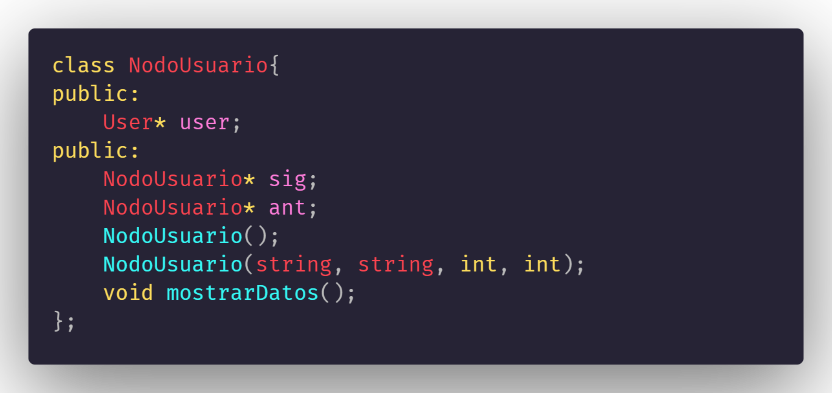 class NodoUsuario{
public:
    User* user;
public:
    NodoUsuario* sig;
    NodoUsuario* ant;
    NodoUsuario();
    NodoUsuario(string, string, int, int);
    void mostrarDatos();
};